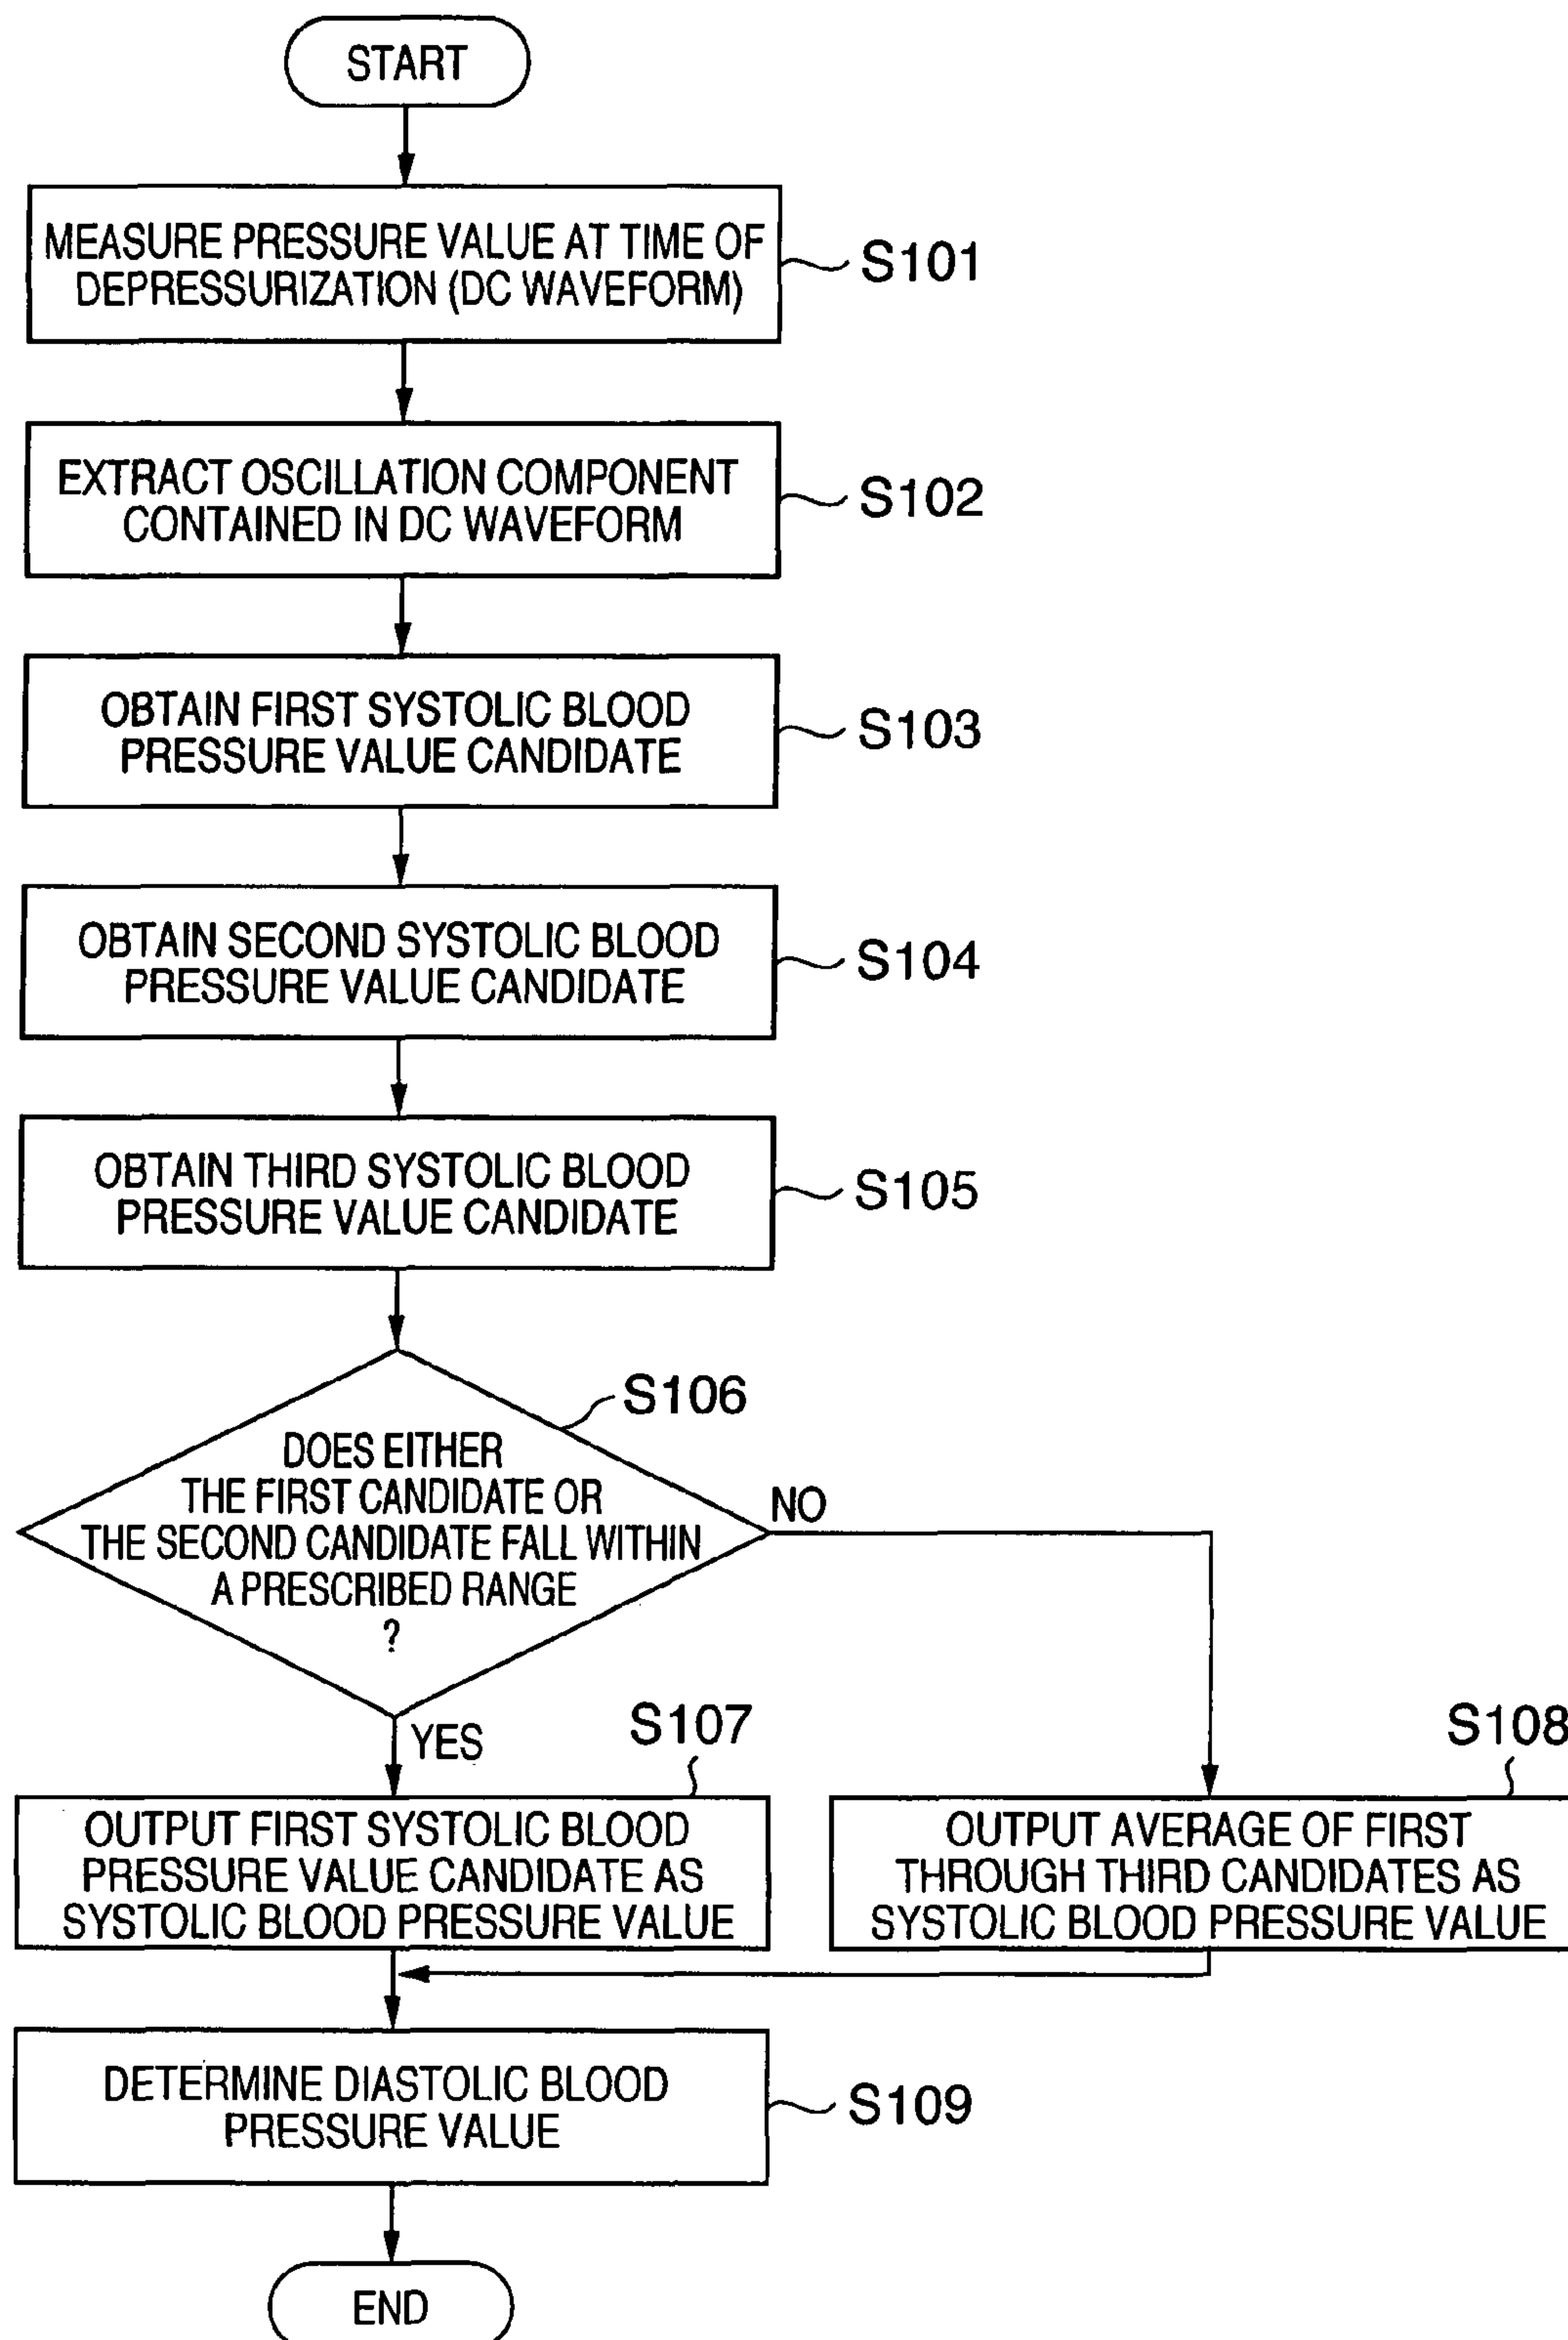 START
MEASURE PRESSURE VALUE AT TIME OF
DEPRESSURIZATION (DC WAVEFORM)
S101
EXTRACT OSCILLATION COMPONENT
CONTAINED IN DC WAVEFORM
S102
OBTAIN FIRST SYSTOLIC BLOOD
PRESSURE VALUE CANDIDATE
S103
OBTAIN SECOND SYSTOLIC BLOOD
PRESSURE VALUE CANDIDATE
S104
OBTAIN THIRD SYSTOLIC BLOOD
PRESSURE VALUE CANDIDATE
S105
S106
DOES EITHER
THE FIRST CANDIDATE OR
THE SECOND CANDIDATE FALL WITHIN
A PRESCRIBED RANGE
?
NO
YES
S107
OUTPUT FIRST SYSTOLIC BLOOD
PRESSURE VALUE CANDIDATE AS
SYSTOLIC BLOOD PRESSURE VALUE
S108
OUTPUT AVERAGE OF FIRST
THROUGH THIRD CANDIDATES AS
SYSTOLIC BLOOD PRESSURE VALUE
DETERMINE DIASTOLIC BLOOD
PRESSURE VALUE
S109
END